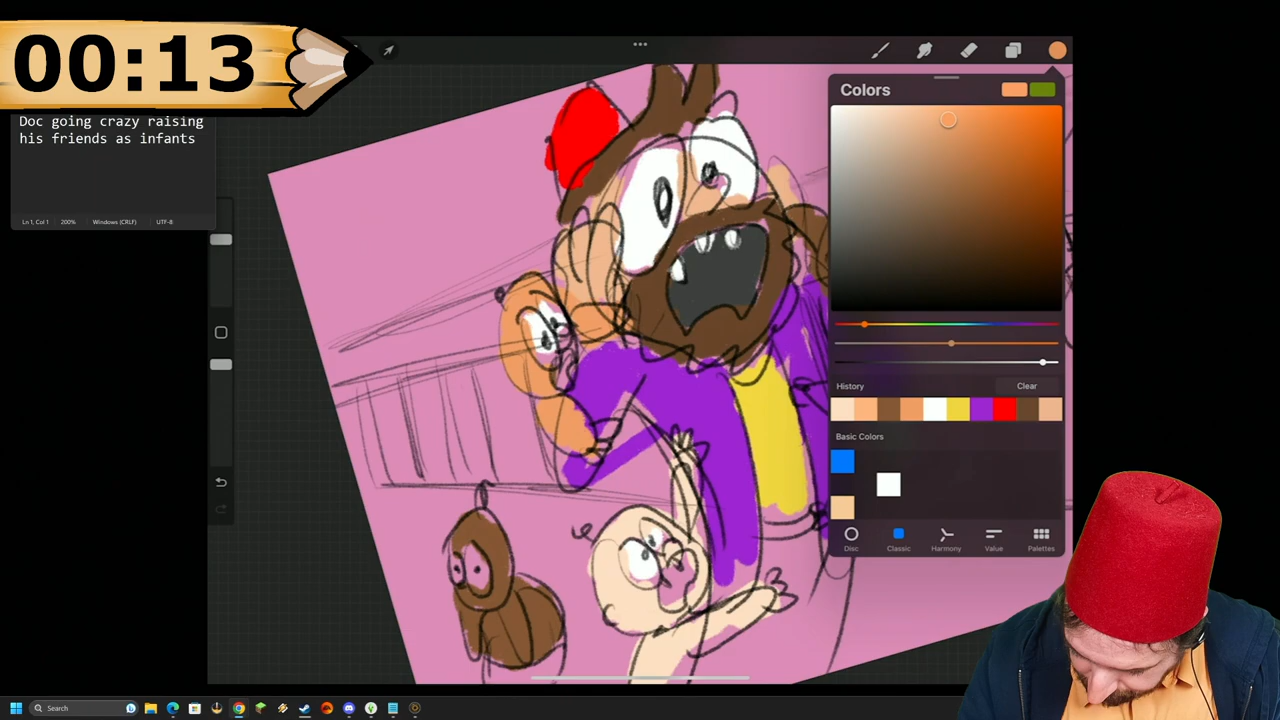 00:13
Doc going crazy raising
his friends as infants
Ln 1, Col 1 200% Windows (CRLF) UTF-8
Colors
History Clear
Basic Colors
Disc Classic Harmony Value Palettes
Search